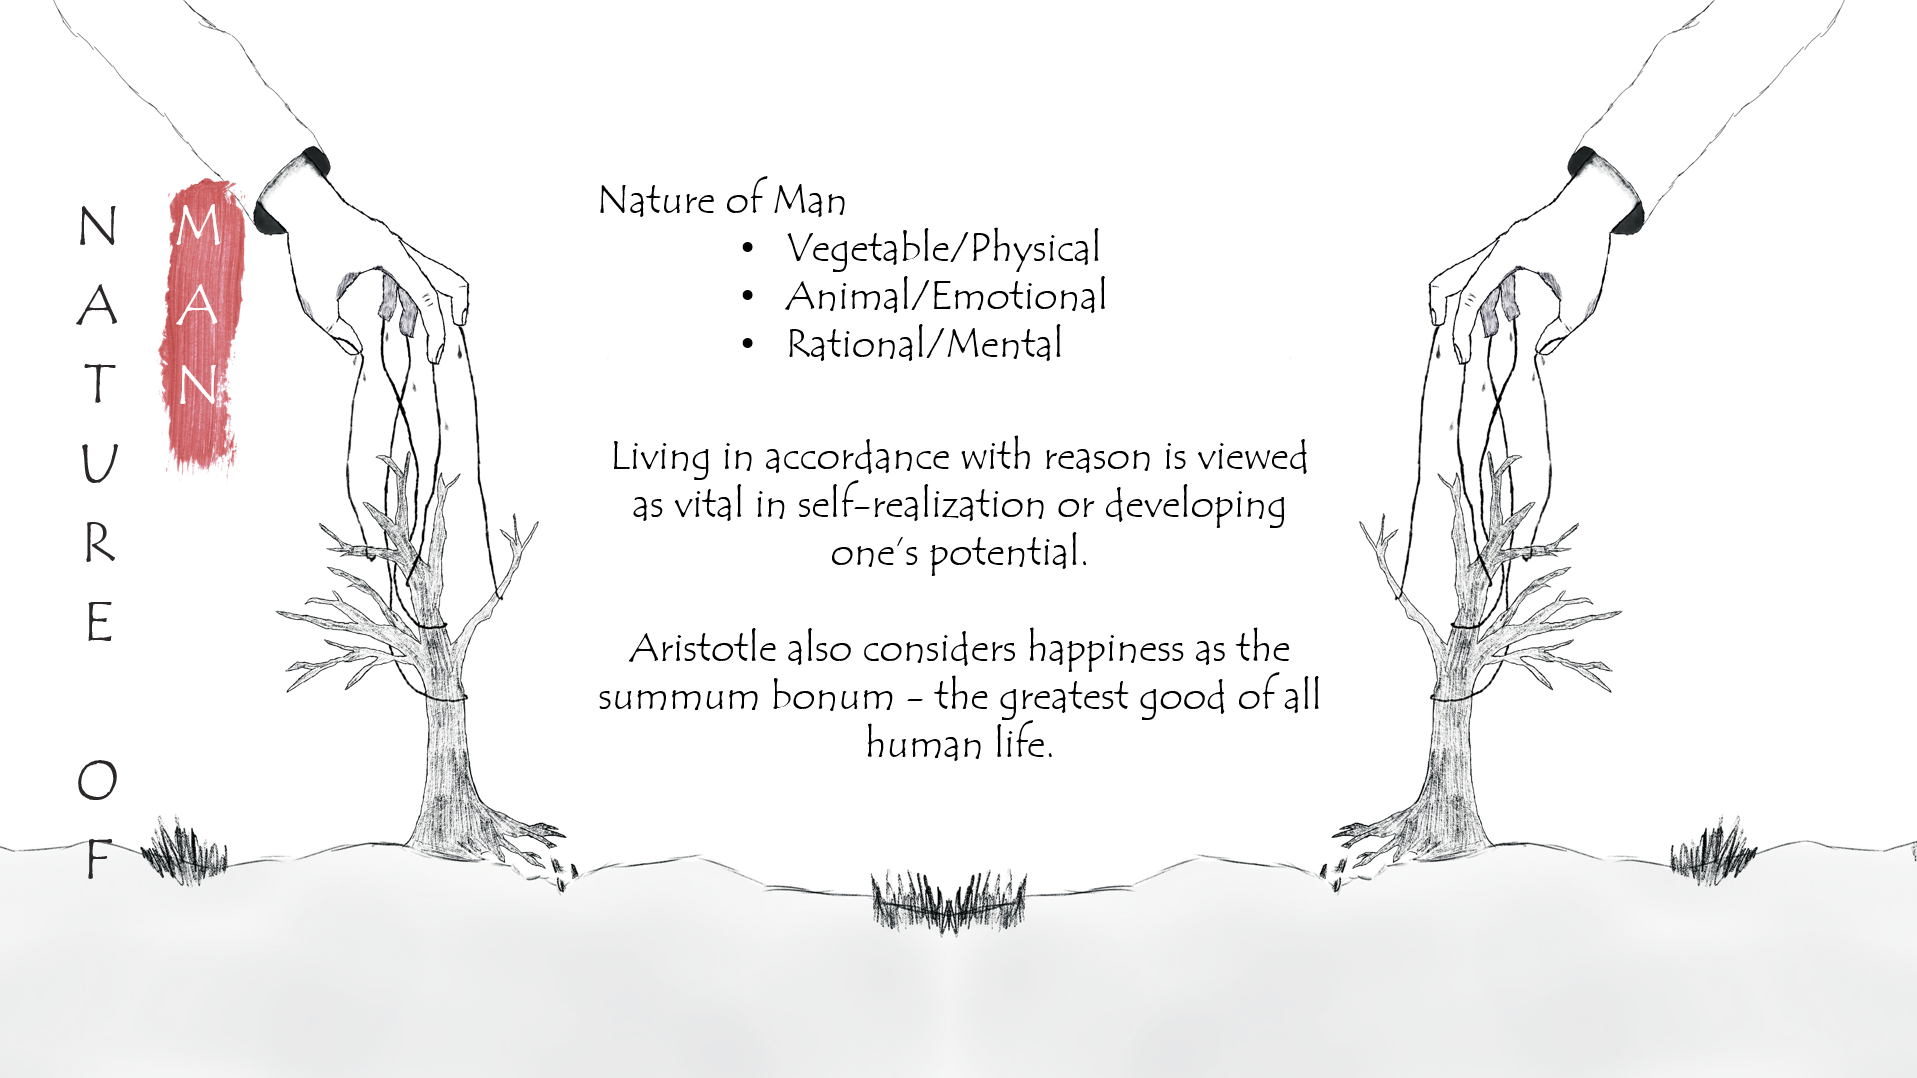 NATURE OF
MAN
Nature of Man
• Vegetable/Physical
• Animal/Emotional
• Rational/Mental
Living in accordance with reason is viewed
as vital in self-realization or developing
one's potential.
Aristotle also considers happiness as the
summum bonum – the greatest good of all
human life.